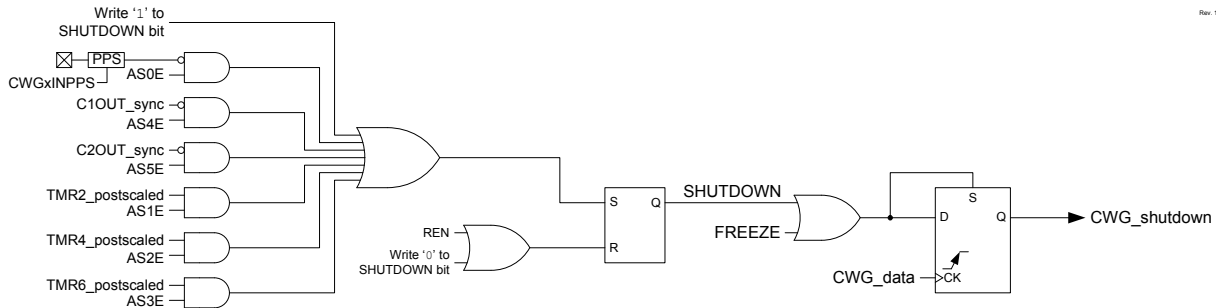 Write ‘1’ to
SHUTDOWN bit
Rev. 1
PPS
AS0E
CWGxINPPS
C1OUT_sync
AS4E
C2OUT_sync
AS5E
TMR2_postscaled
AS1E
TMR4_postscaled
AS2E
TMR6_postscaled
AS3E
S
Q
R
REN
Write ‘0’ to
SHUTDOWN bit
SHUTDOWN
FREEZE
S
D
Q
CWG_data
CK
CWG_shutdown